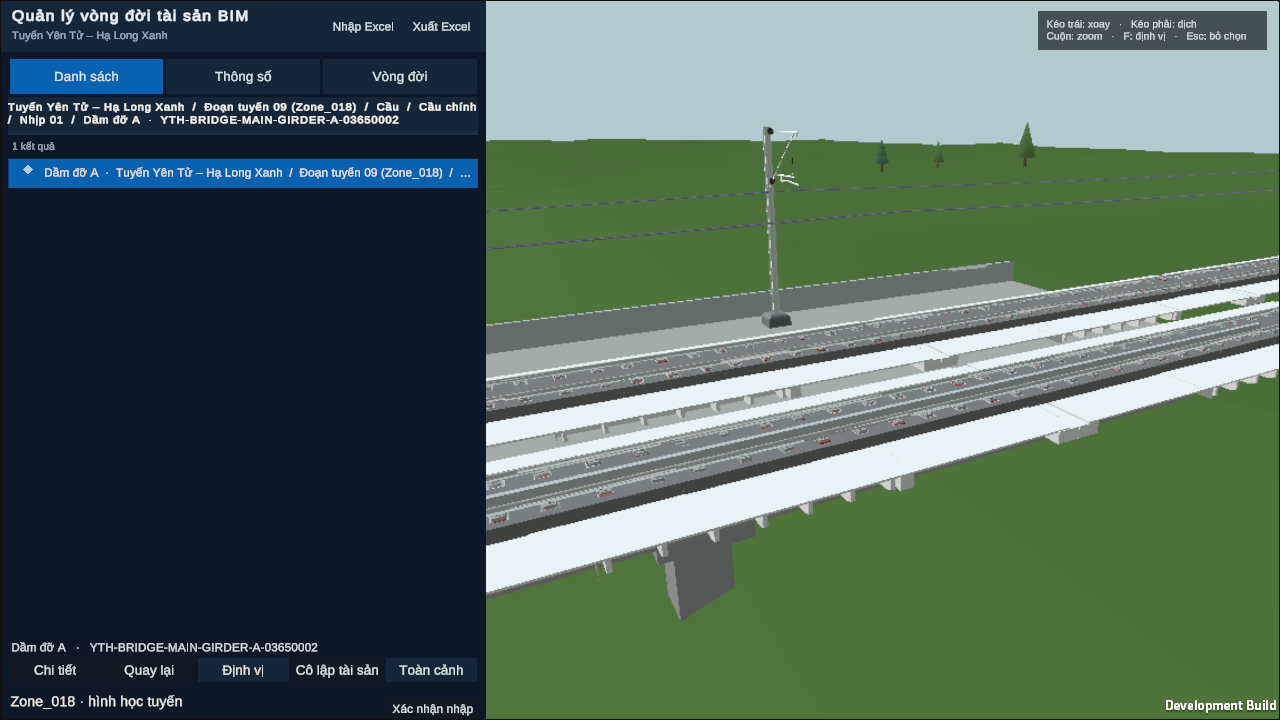 Quản lý vòng đời tài sản BIM
Tuyến Yên Tử – Hạ Long Xanh
Nhập Excel
Xuất Excel
Danh sách
Thông số
Vòng đời
Tuyến Yên Tử – Hạ Long Xanh / Đoạn tuyến 09 (Zone_018) / Cầu / Cầu chính
/ Nhịp 01 / Dầm đỡ A · YTH-BRIDGE-MAIN-GIRDER-A-03650002
1 kết quả
Dầm đỡ A · Tuyến Yên Tử – Hạ Long Xanh / Đoạn tuyến 09 (Zone_018) / ...
Dầm đỡ A · YTH-BRIDGE-MAIN-GIRDER-A-03650002
Chi tiết
Quay lại
Định vị
Cô lập tài sản
Toàn cảnh
Zone_018 · hình học tuyến
Xác nhận nhập
Kéo trái: xoay · Kéo phải: dịch
Cuộn: zoom · F: định vị · Esc: bỏ chọn
Development Build